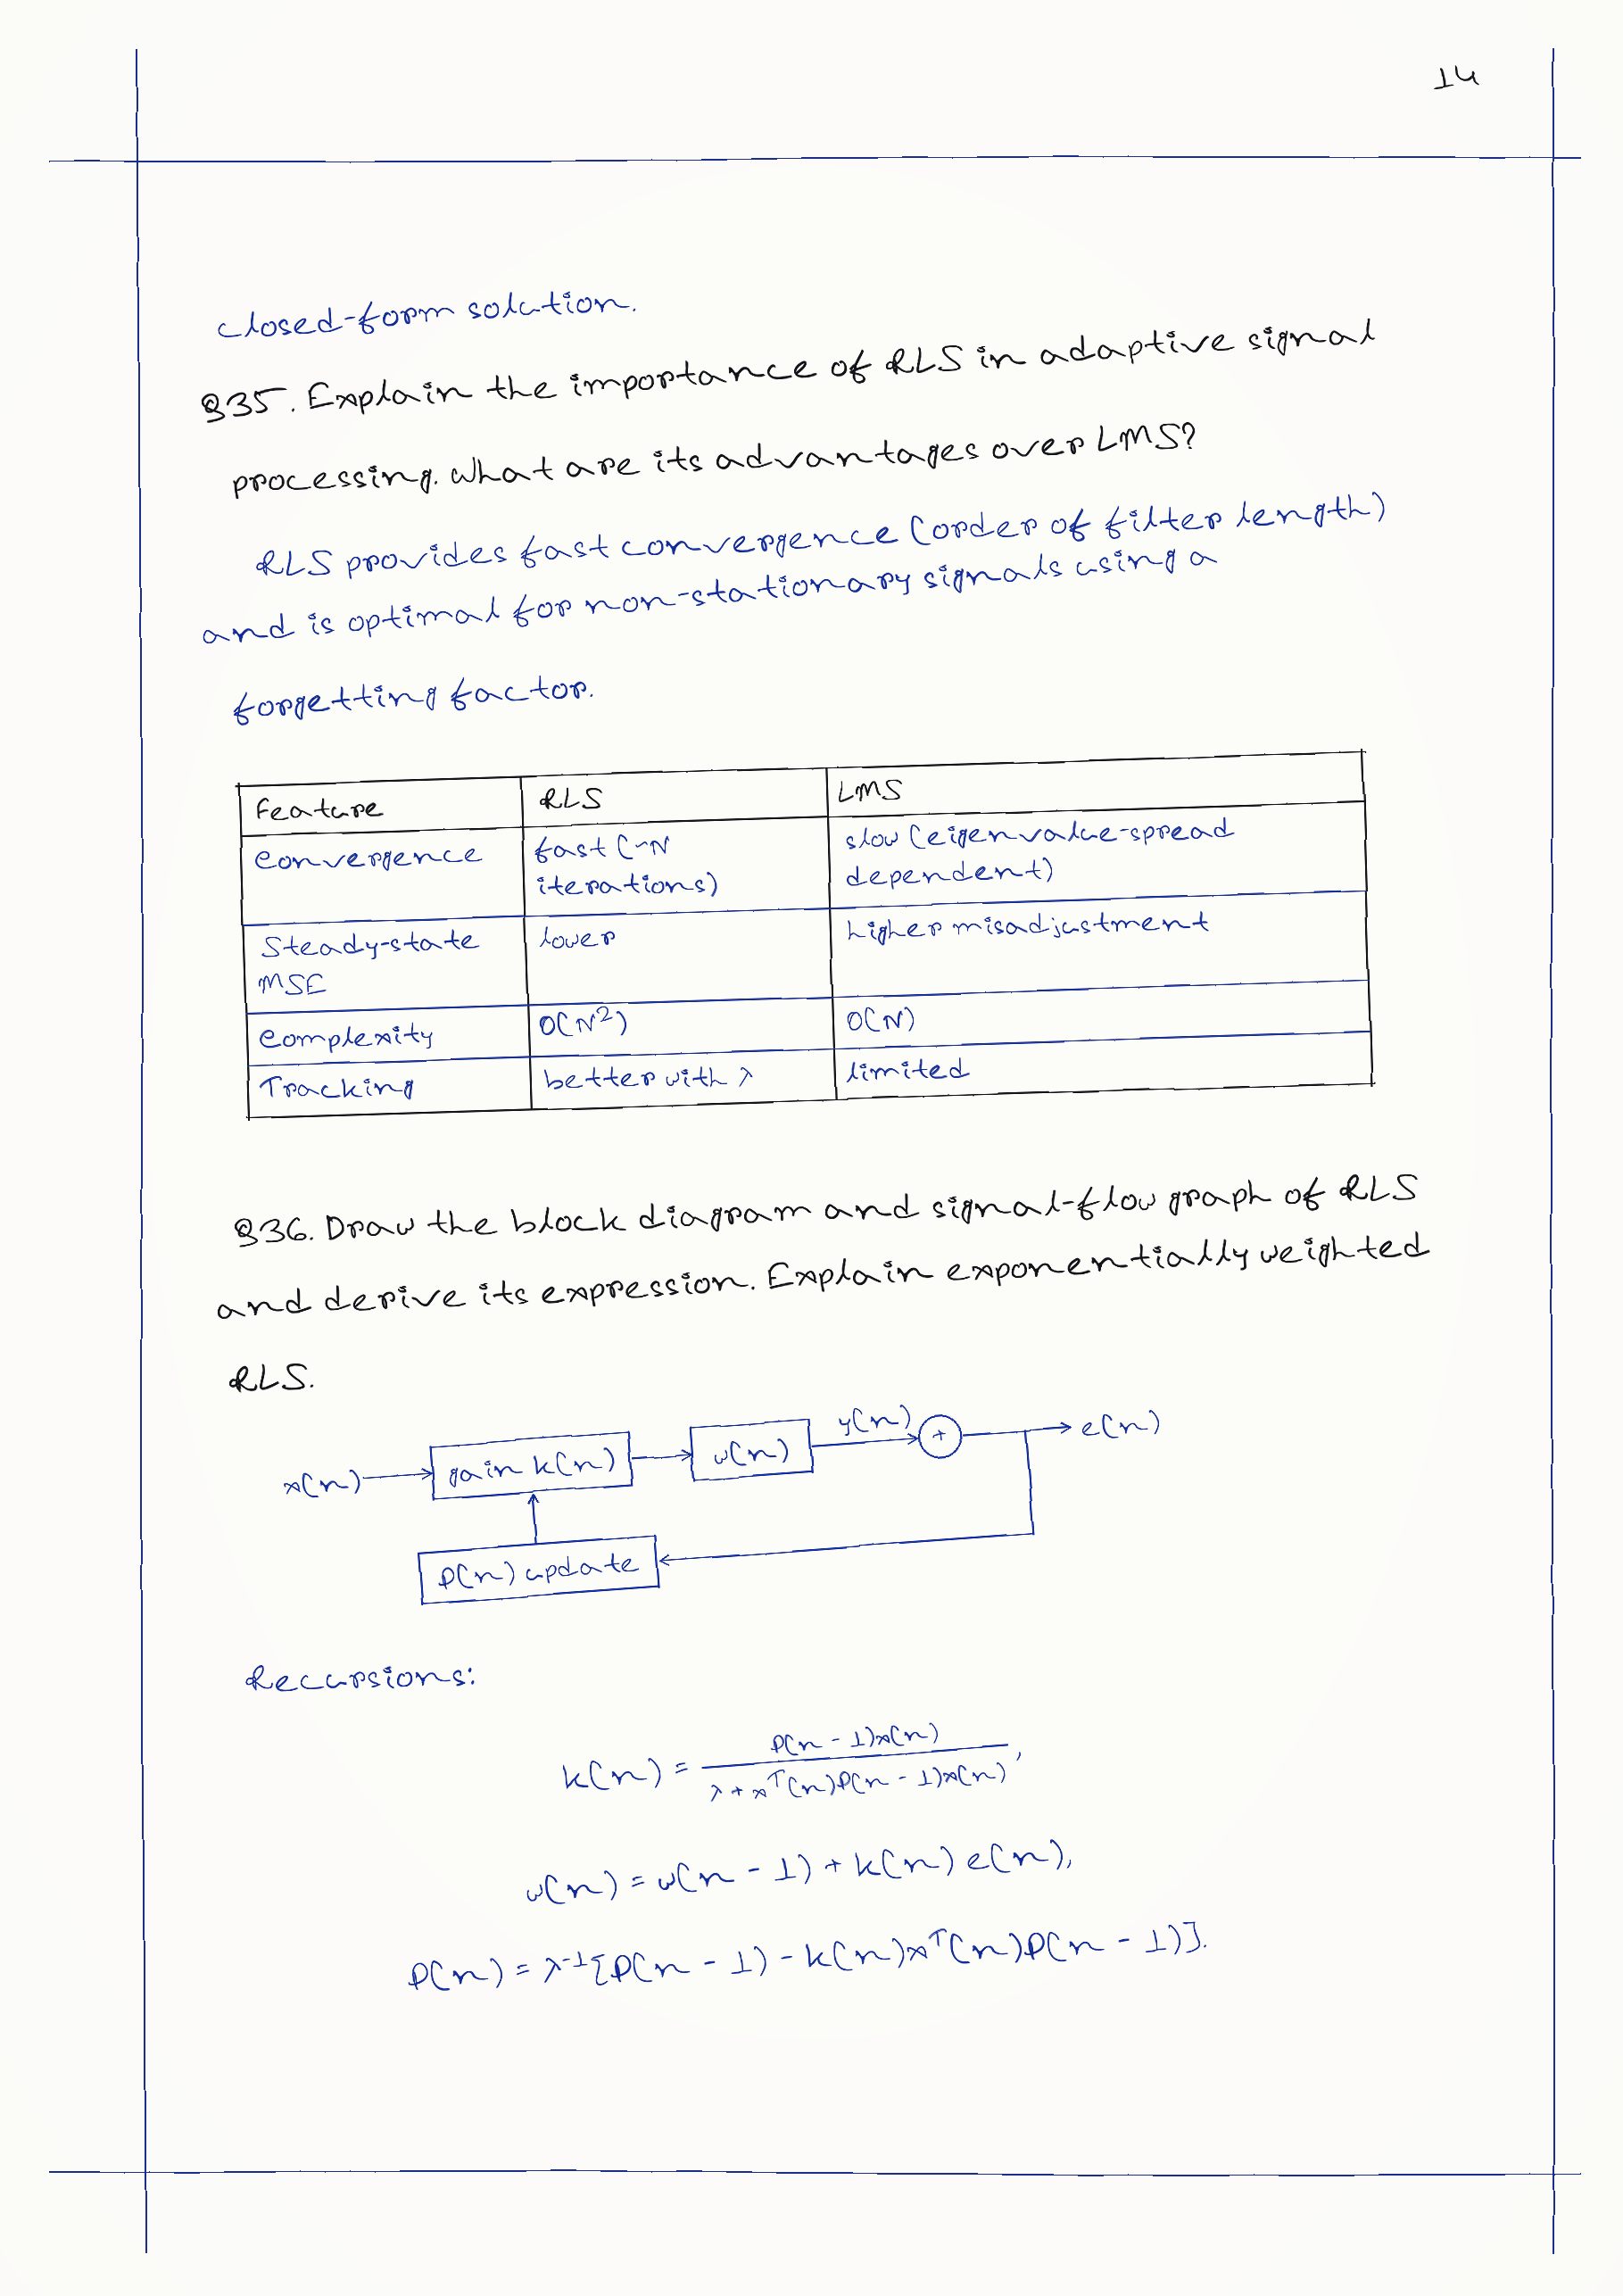 14
closed-form solution.
Q35. Explain the importance of RLS in adaptive signal
processing. What are its advantages over LMS?
RLS provides fast convergence (order of filter length)
and is optimal for non-stationary signals using a
forgetting factor.
Feature RLS LMS
Convergence fast (~N iterations) slow (eigenvalue-spread dependent)
Steady-state MSE lower higher misadjustment
Complexity O(N²) O(N)
Tracking better with λ limited
Q36. Draw the block diagram and signal-flow graph of RLS
and derive its expression. Explain exponentially weighted
RLS.
x(n) gain k(n) w(n) y(n) + e(n)
P(n) update
Recursions:
k(n) = P(n - 1)x(n) / λ + xᵀ(n)P(n - 1)x(n) ,
w(n) = w(n - 1) + k(n) e(n),
P(n) = λ⁻¹[P(n - 1) - k(n)xᵀ(n)P(n - 1)].